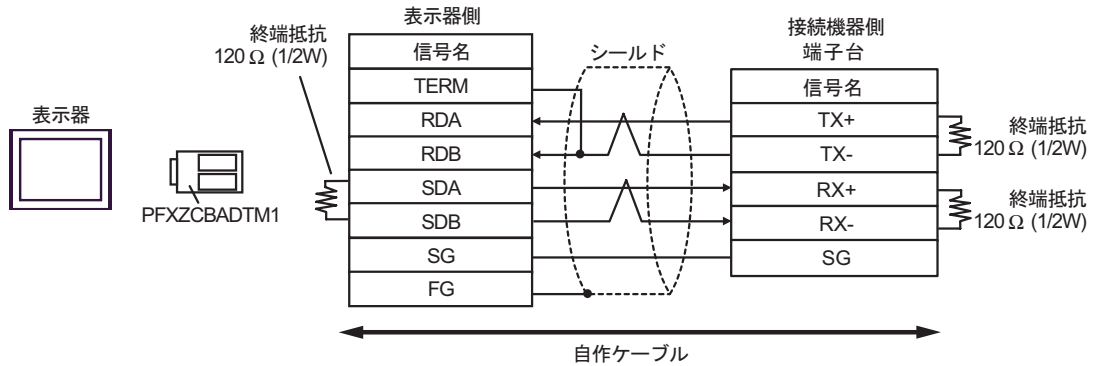 表示器
PFXZCBADTM1
終端抵抗
120 Ω (1/2W)
表示器側
信号名
TERM
RDA
RDB
SDA
SDB
SG
FG
シールド
接続機器側
端子台
信号名
TX+
TX-
RX+
RX-
SG
終端抵抗
120 Ω (1/2W)
終端抵抗
120 Ω (1/2W)
自作ケーブル